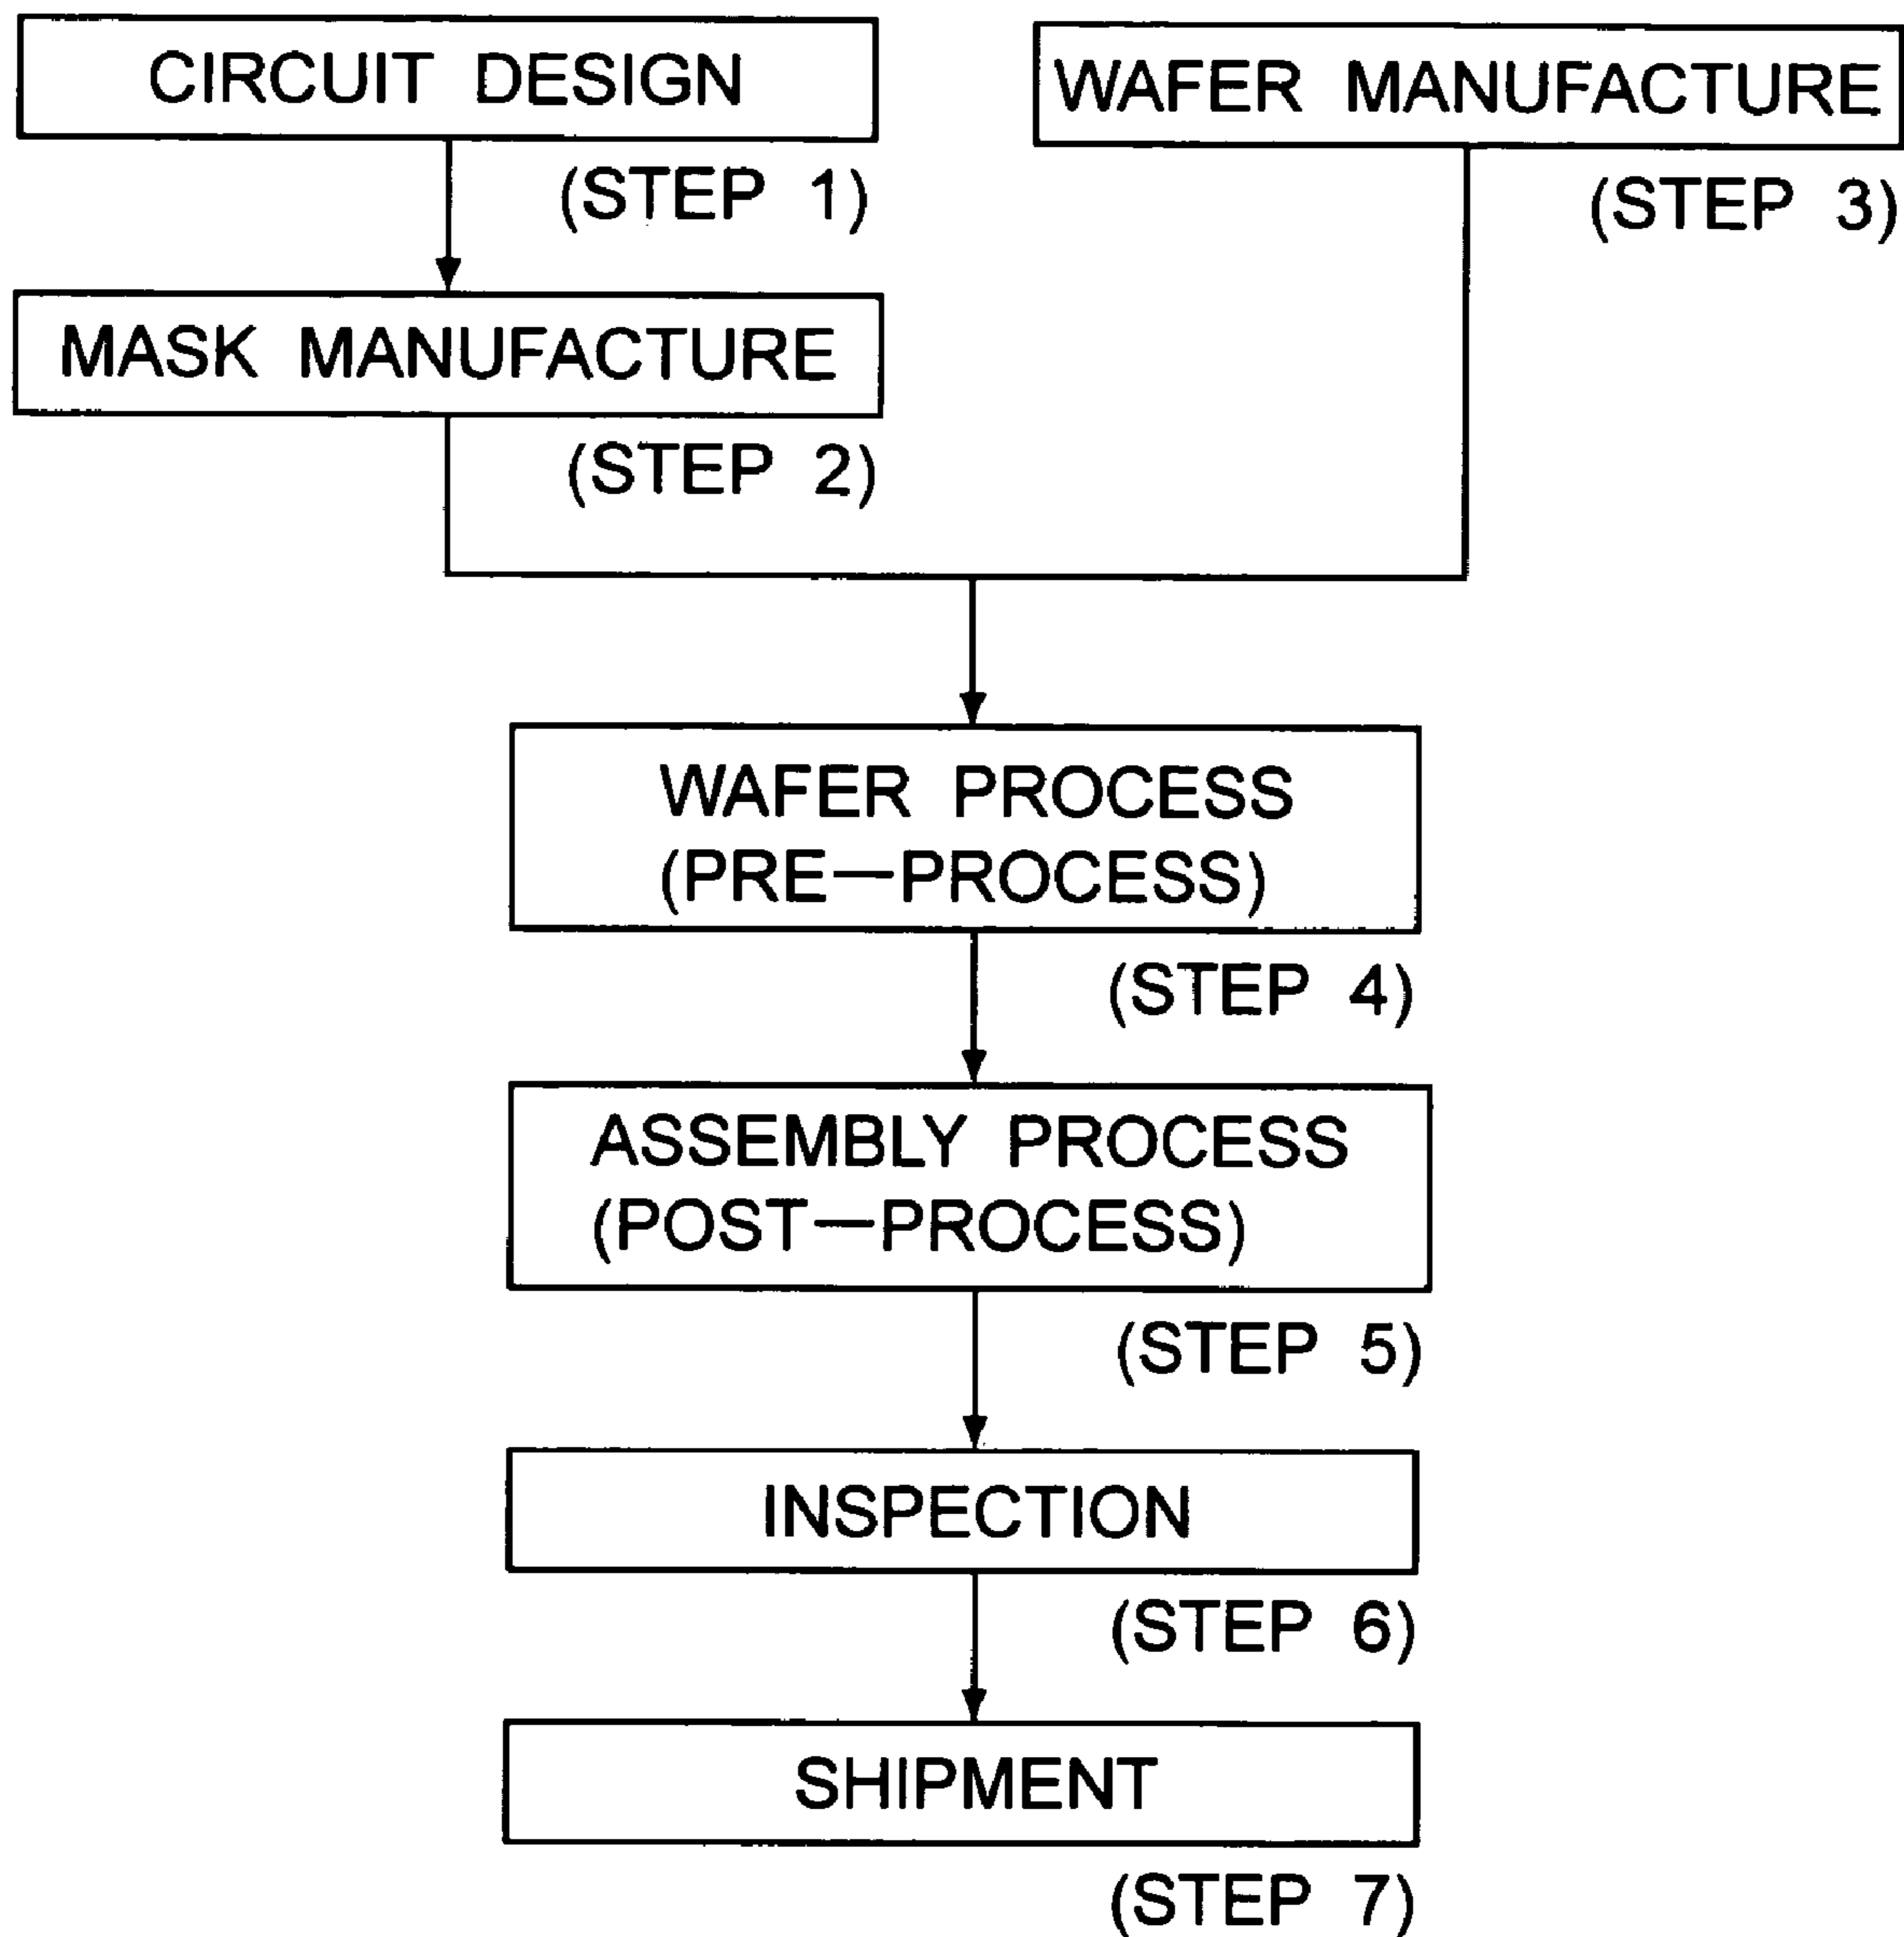 CIRCUIT DESIGN
(STEP 1)
MASK MANUFACTURE
(STEP 2)
WAFER MANUFACTURE
(STEP 3)
WAFER PROCESS
(PRE—PROCESS)
(STEP 4)
ASSEMBLY PROCESS
(POST—PROCESS)
(STEP 5)
INSPECTION
(STEP 6)
SHIPMENT
(STEP 7)